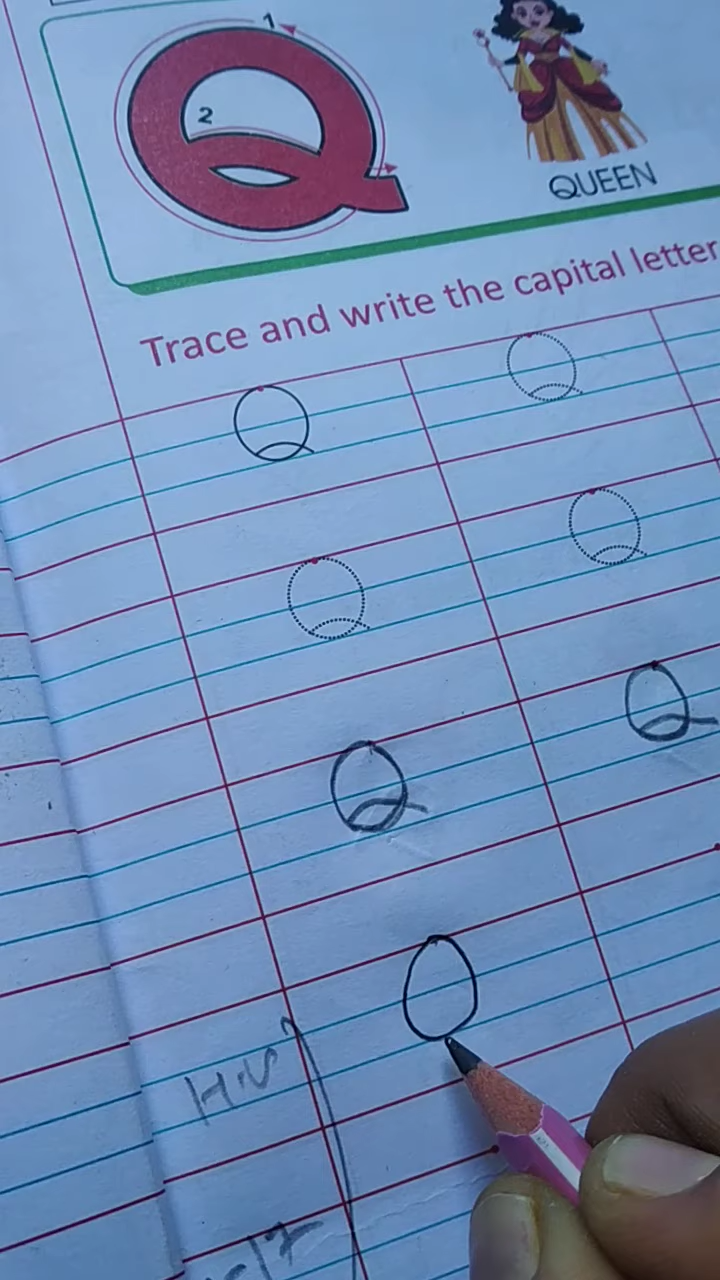 1
Q
2
QUEEN
Trace and write the capital letter
Q Q
Q Q
Q Q
O
H.W